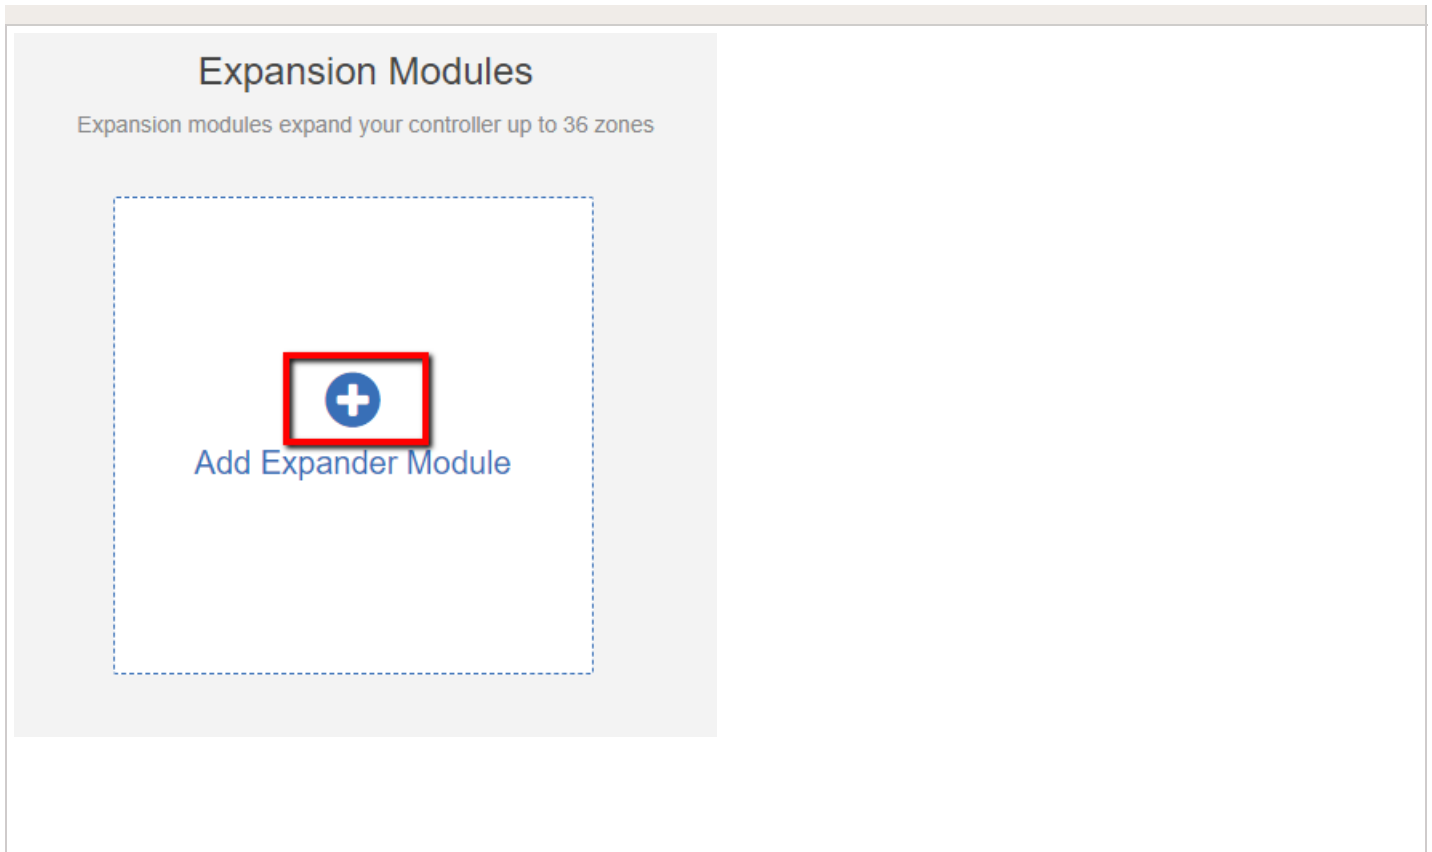 Expansion Modules
Expansion modules expand your controller up to 36 zones
Add Expander Module